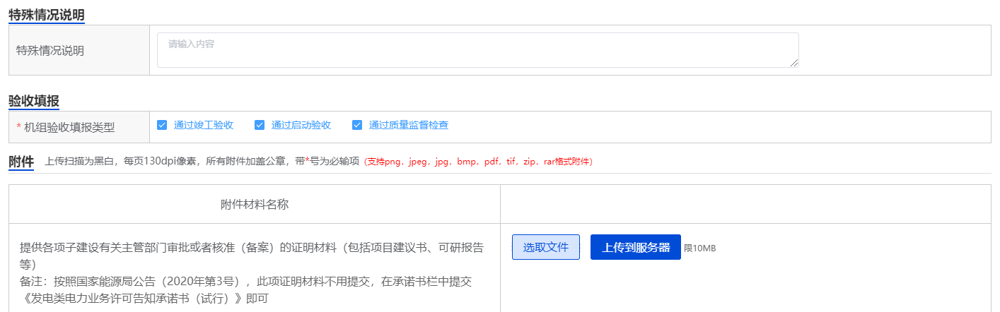 特殊情况说明
特殊情况说明
请输入内容
验收填报
* 机组验收填报类型
通过竣工验收 通过启动验收 通过质量监督检查
附件 上传扫描为黑白，每页130dpi像素，所有附件加盖公章，带*号为必输项（支持png，jpeg，jpg，bmp，pdf，tif，zip，rar格式附件）
附件材料名称
提供各项子建设有关主管部门审批或者核准（备案）的证明材料（包括项目建议书、可研报告
等）
备注：按照国家能源局公告（2020年第3号），此项证明材料不用提交，在承诺书栏中提交
《发电类电力业务许可告知承诺书（试行）》即可
选取文件 上传到服务器 限10MB